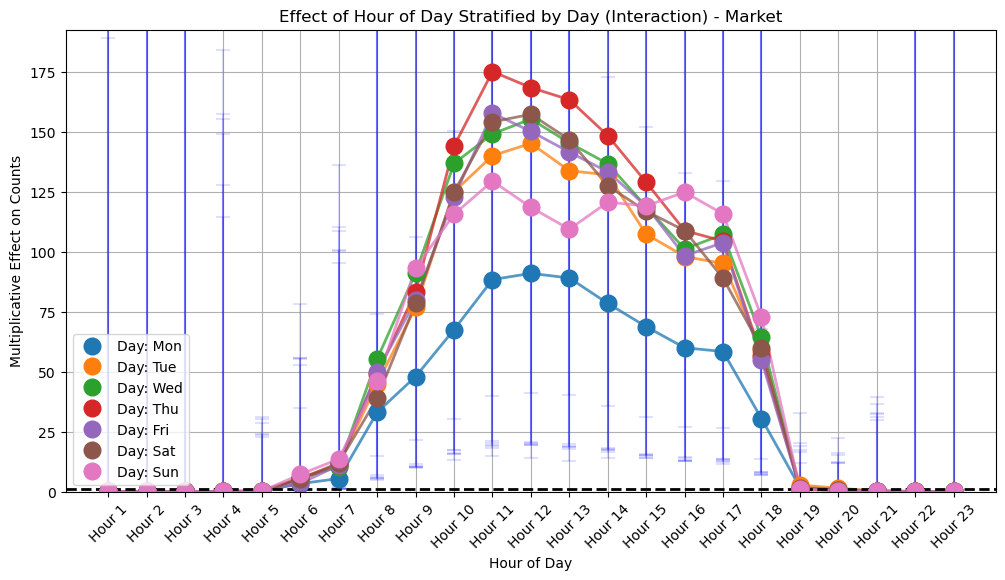 Effect of Hour of Day Stratified by Day (Interaction) - Market
Multiplicative Effect on Counts
175
150
125
100
75
50
25
0
Day: Mon
Day: Tue
Day: Wed
Day: Thu
Day: Fri
Day: Sat
Day: Sun
Hour 1
Hour 2
Hour 3
Hour 4
Hour 5
Hour 6
Hour 7
Hour 8
Hour 9
Hour 10
Hour 11
Hour 12
Hour 13
Hour 14
Hour 15
Hour 16
Hour 17
Hour 18
Hour 19
Hour 20
Hour 21
Hour 22
Hour 23
Hour of Day